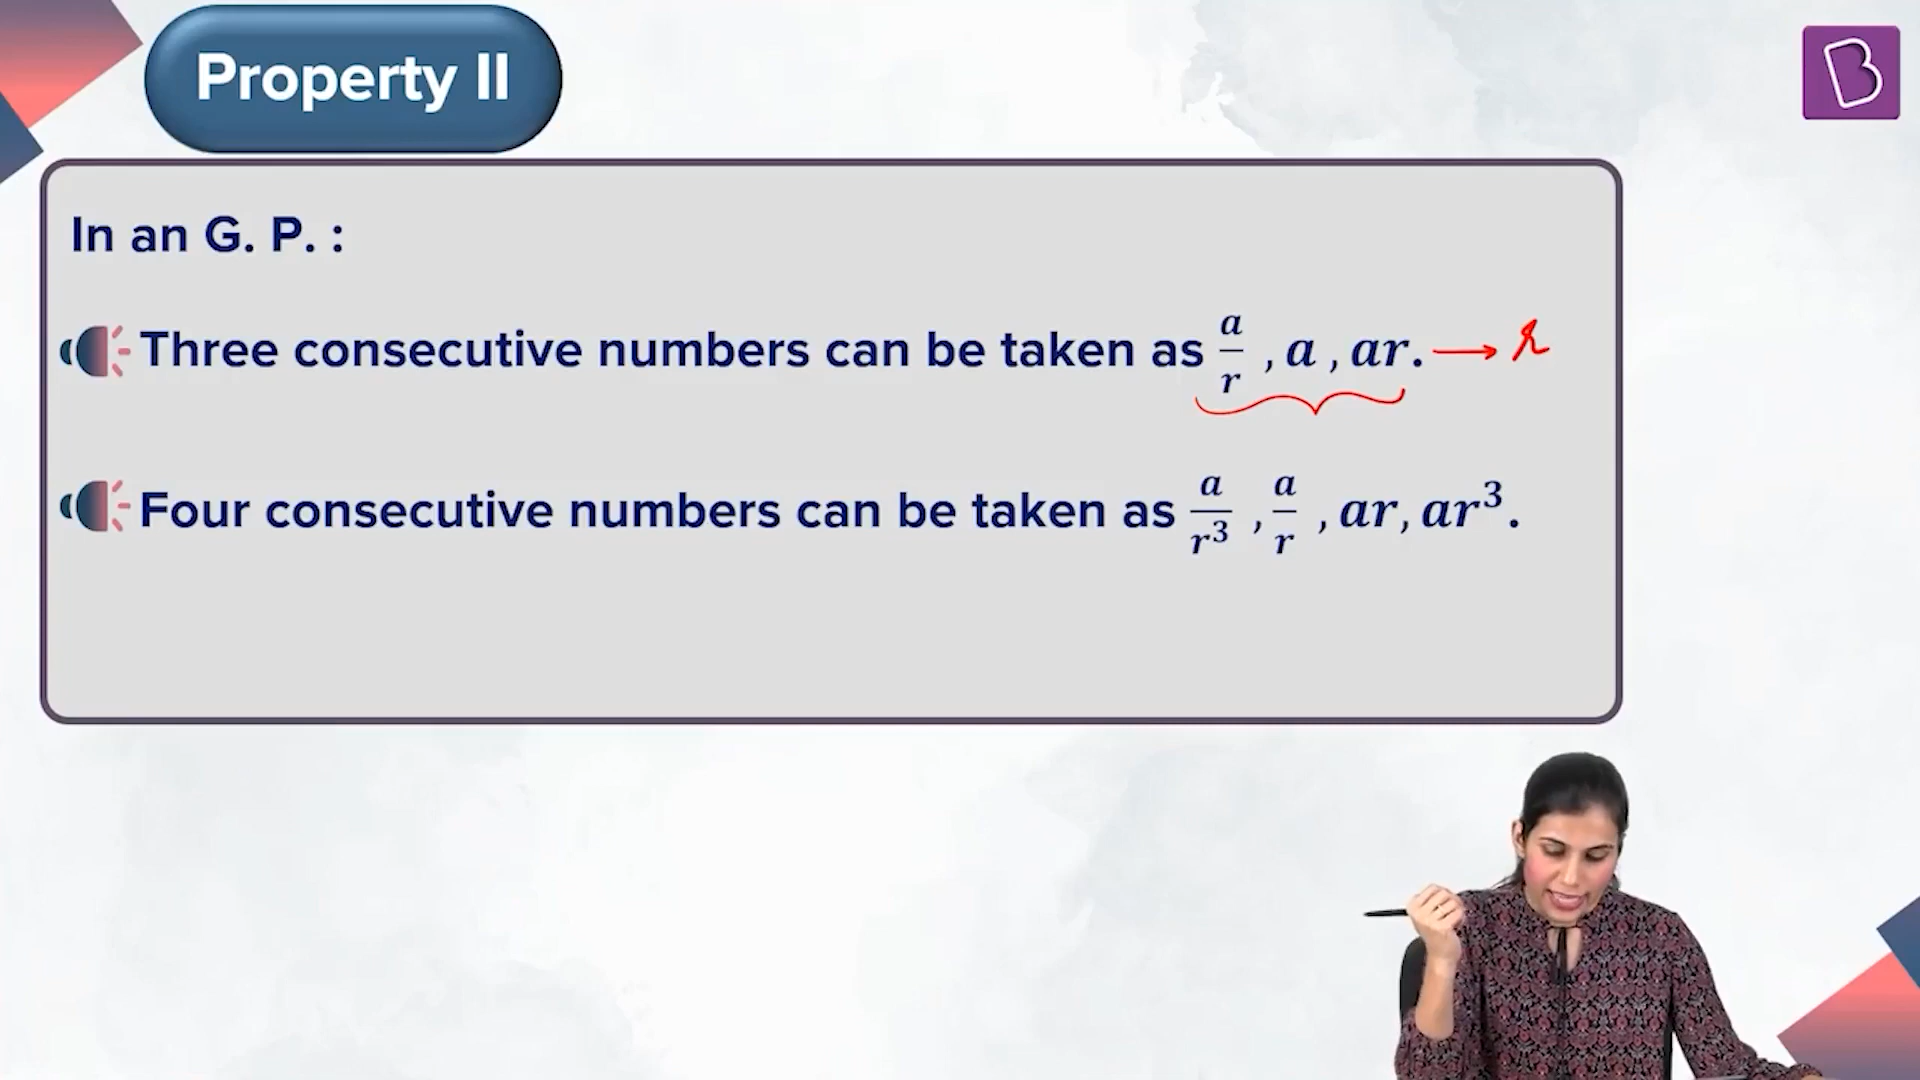 Property II
B
In an G. P. :
Three consecutive numbers can be taken as a/r , a , ar. → r
Four consecutive numbers can be taken as a/r³ , a/r , ar, ar³.